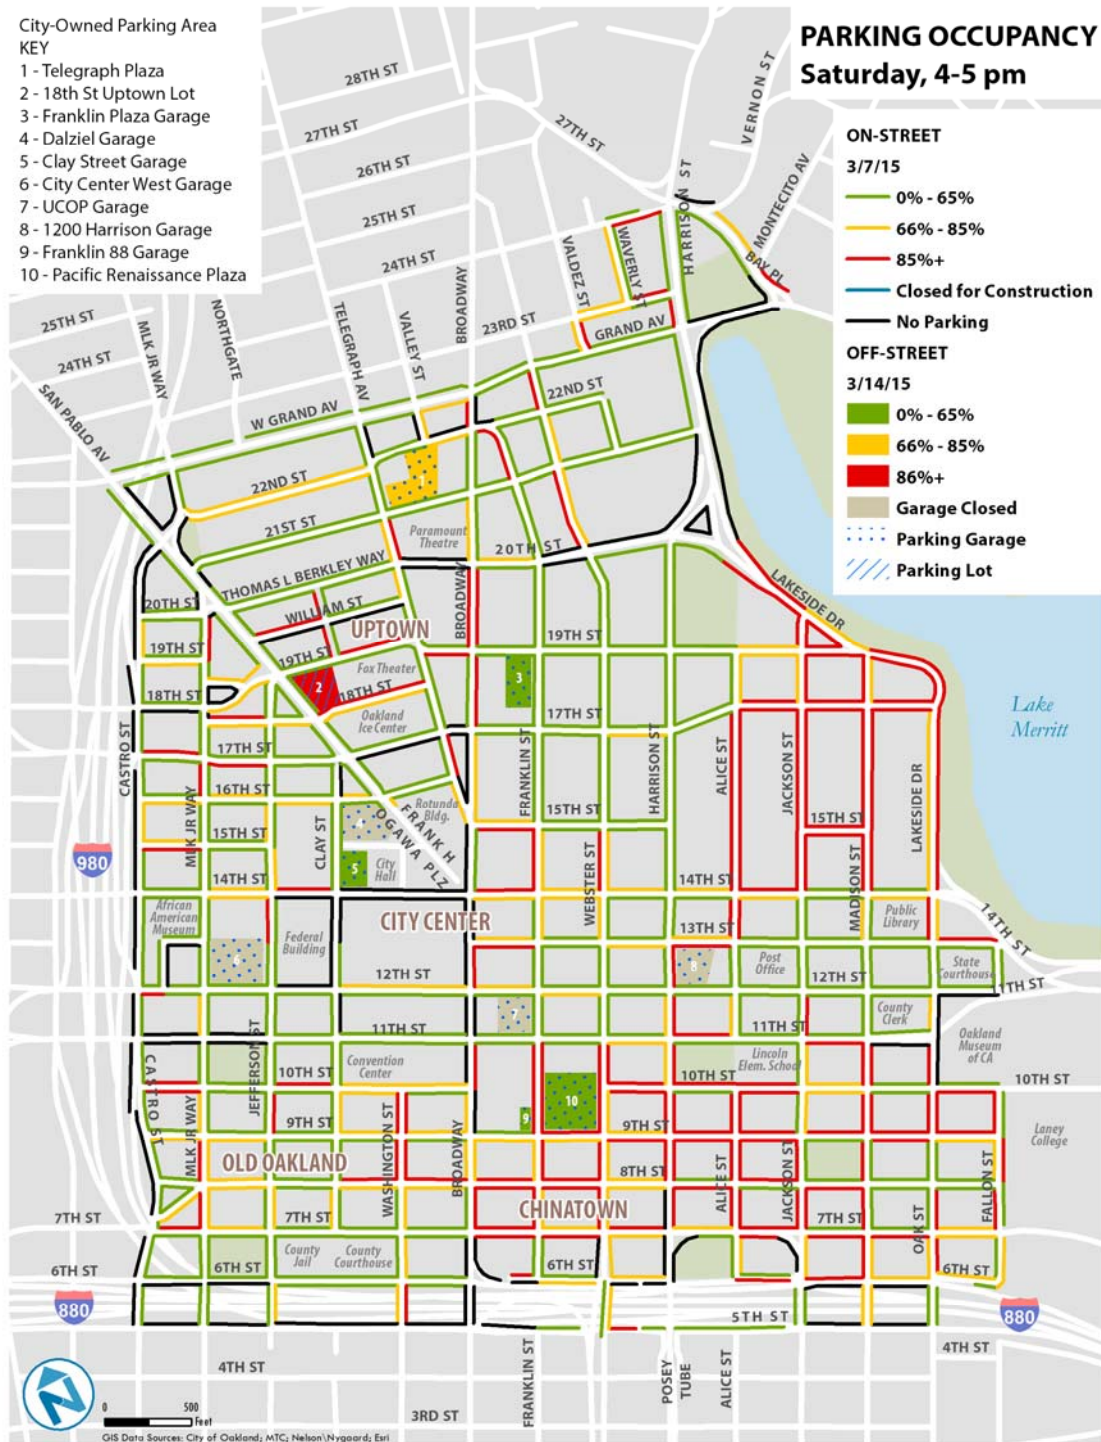 City-Owned Parking Area
KEY
1 - Telegraph Plaza
2 - 18th St Uptown Lot
3 - Franklin Plaza Garage
4 - Dalziel Garage
5 - Clay Street Garage
6 - City Center West Garage
7 - UCOP Garage
8 - 1200 Harrison Garage
9 - Franklin 88 Garage
10 - Pacific Renaissance Plaza
PARKING OCCUPANCY
Saturday, 4-5 pm
ON-STREET
3/7/15
0% - 65%
66% - 85%
85%+
Closed for Construction
No Parking
OFF-STREET
3/14/15
0% - 65%
66% - 85%
86%+
Garage Closed
Parking Garage
Parking Lot
28TH ST
27TH ST
27TH ST
26TH ST
25TH ST
24TH ST
23RD ST
VERNON ST
MONTECITO AV
HARRISON ST
BAY PL
WAVERLY ST
VALDEZ ST
BROADWAY
VALLEY ST
TELEGRAPH AV
NORTHGATE
MLK JR WAY
25TH ST
24TH ST
SAN PABLO AV
GRAND AV
W GRAND AV
22ND ST
22ND ST
21ST ST
1
Paramount
Theatre
20TH ST
THOMAS L BERKLEY WAY
WILLIAM ST
UPTOWN
BROADWAY
LAKESIDE DR
20TH ST
19TH ST
19TH ST
19TH ST
Fox Theater
2
18TH ST
18TH ST
3
Oakland
Ice Center
17TH ST
17TH ST
Lake
Merritt
CASTRO ST
FRANKLIN ST
HARRISON ST
ALICE ST
JACKSON ST
LAKESIDE DR
16TH ST
15TH ST
15TH ST
15TH ST
Rotunda
Bldg.
FRANK H
OGAWA PLZ
MLK JR WAY
CLAY ST
4
5
City
Hall
980
14TH ST
14TH ST
WEBSTER ST
MADISON ST
African
American
Museum
Federal
Building
CITY CENTER
13TH ST
Public
Library
14TH ST
6
12TH ST
8
Post
Office
12TH ST
State
Courthouse
11TH ST
7
11TH ST
11TH ST
County
Clerk
Oakland
Museum
of CA
CASTRO ST
JEFFERSON ST
10TH ST
Convention
Center
10TH ST
Lincoln
Elem. School
10TH ST
10
9
MLK JR WAY
9TH ST
WASHINGTON ST
BROADWAY
9TH ST
Laney
College
OLD OAKLAND
8TH ST
ALICE ST
JACKSON ST
FALLON ST
OAK ST
7TH ST
7TH ST
CHINATOWN
7TH ST
6TH ST
6TH ST
County
Jail
County
Courthouse
6TH ST
6TH ST
880
5TH ST
880
4TH ST
4TH ST
FRANKLIN ST
POSEY
TUBE
ALICE ST
3RD ST
0
500
Feet
GIS Data Sources: City of Oakland; MTC; Nelson\Nygaard; Esri